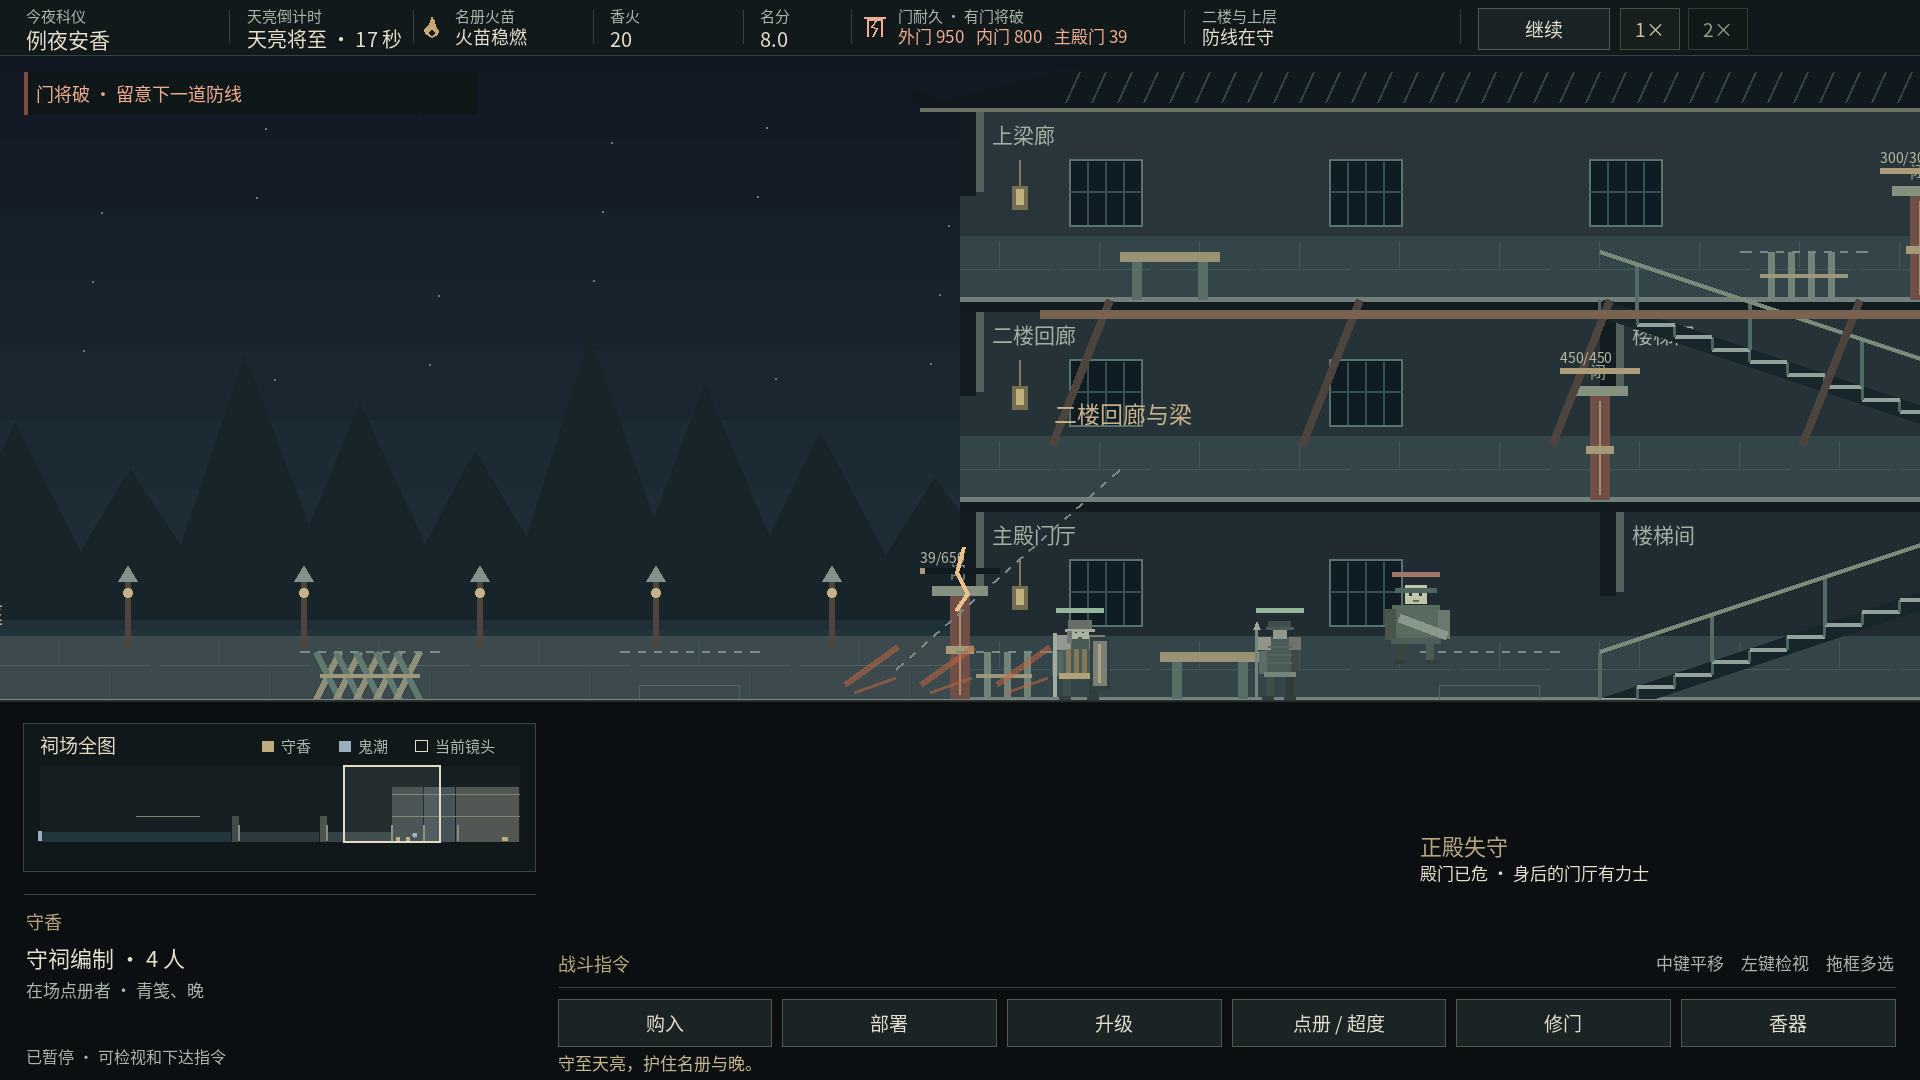 今夜科仪
例夜安香
天亮倒计时
天亮将至 · 17 秒
名册火苗
火苗稳燃
香火
20
名分
8.0
门耐久 · 有门将破
外门 950 内门 800 主殿门 39
二楼与上层
防线在守
继续
1×
2×
门将破 · 留意下一道防线
上梁廊
二楼回廊
450/450
闭
二楼回廊与梁
主殿门厅
楼梯间
祠场全图
守香
鬼潮
当前镜头
正殿失守
殿门已危 · 身后的门厅有力士
守香
守祠编制 · 4 人
在场点册者 · 青笺、晚
已暂停 · 可检视和下达指令
战斗指令
中键平移 左键检视 拖框多选
购入
部署
升级
点册 / 超度
修门
香器
守至天亮，护住名册与晚。